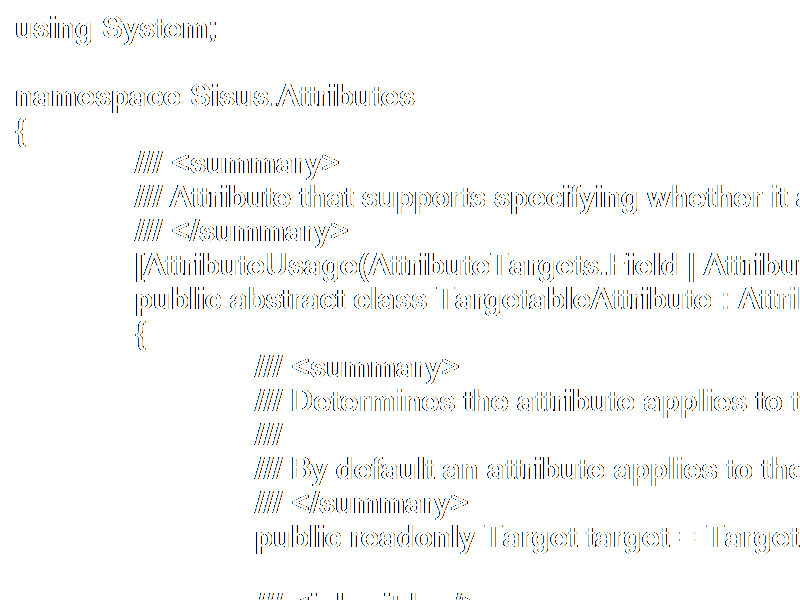 using System;
namespace Sisus.Attributes
{
/// <summary>
/// Attribute that supports specifying whether it
/// </summary>
[AttributeUsage(AttributeTargets.Field | Attribu
public abstract class TargetableAttribute : Attri
{
/// <summary>
/// Determines the attribute applies to t
///
/// By default an attribute applies to the
/// </summary>
public readonly Target target = Target